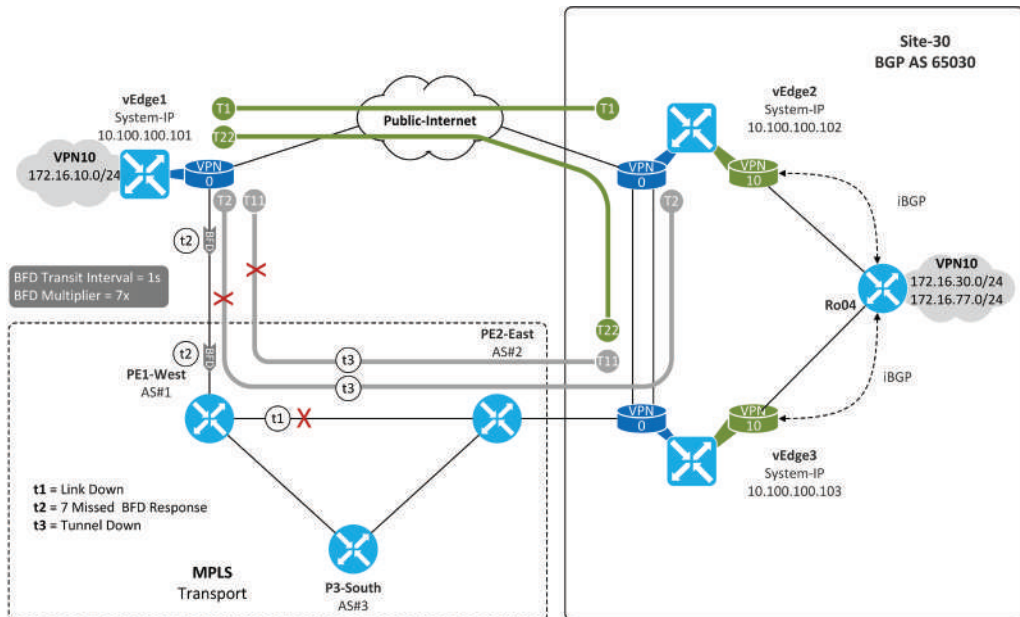 Site-30
BGP AS 65030
vEdge1
System-IP
10.100.100.101
T1
T22
Public-Internet
T1
vEdge2
System-IP
10.100.100.102
VPN10
172.16.10.0/24
VPN
0
VPN
0
VPN
10
T2
T11
T2
iBGP
t2
BFD
BFD Transit Interval = 1s
BFD Multiplier = 7x
VPN10
172.16.30.0/24
172.16.77.0/24
Ro04
T22
T11
PE2-East
AS#2
t2
BFD
t3
t3
PE1-West
AS#1
iBGP
t1
VPN
0
VPN
10
vEdge3
System-IP
10.100.100.103
t1 = Link Down
t2 = 7 Missed BFD Response
t3 = Tunnel Down
MPLS
Transport
P3-South
AS#3